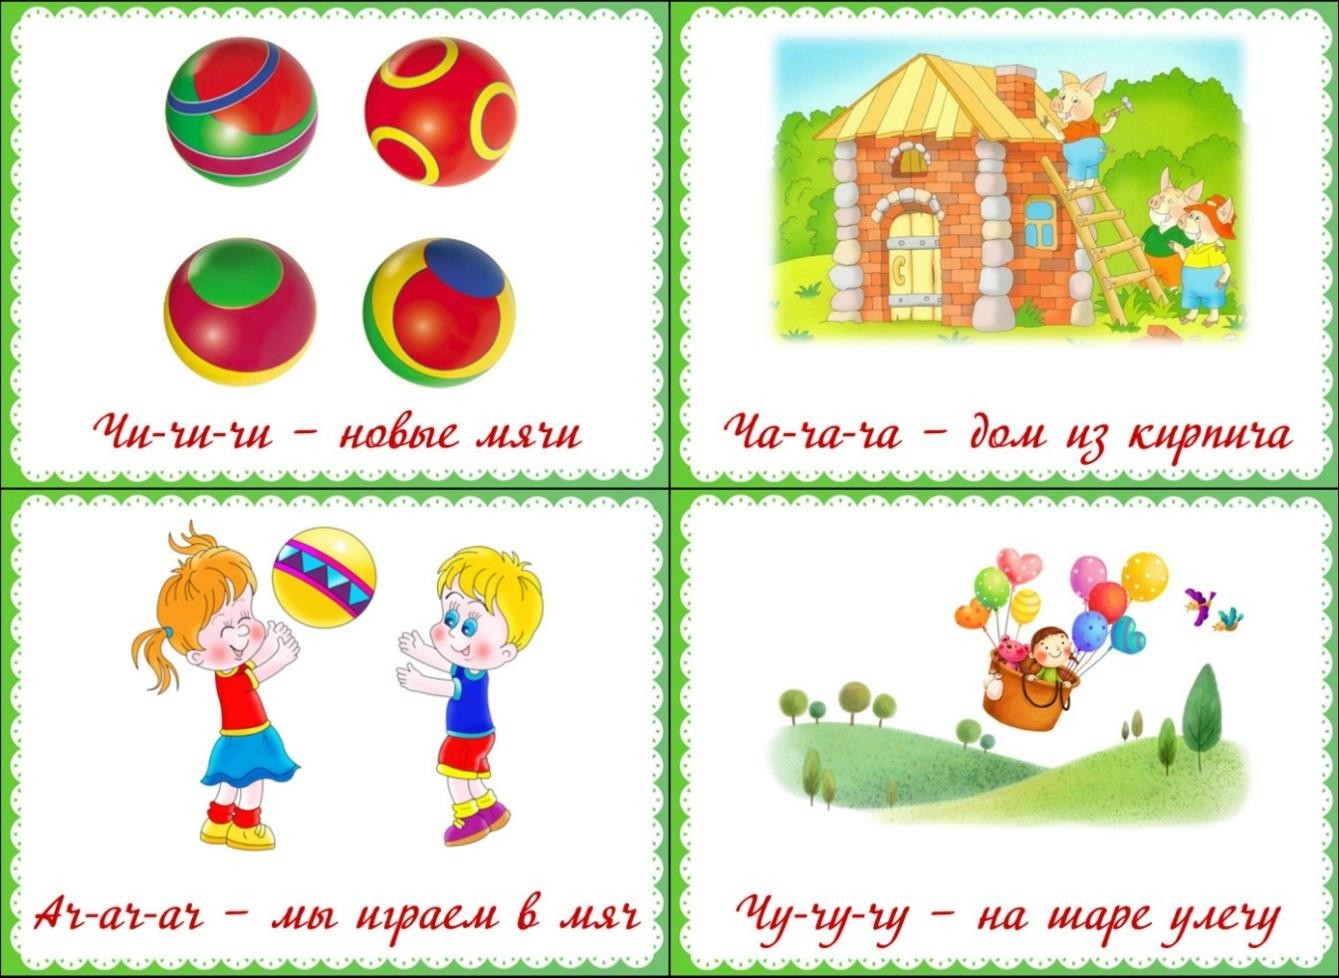 Чи-чи-чи – новые мячи
Ча-ча-ча – дом из кирпича
Ач-ач-ач – мы играем в мяч
Чу-чу-чу – на шаре улечу